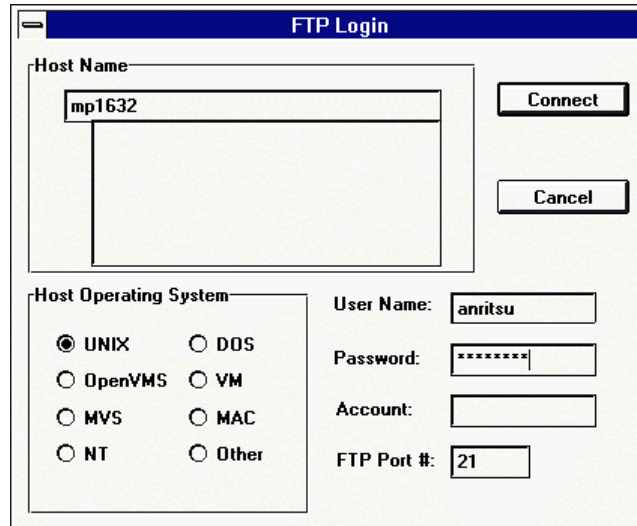 FTP Login
Host Name
mp1632
Connect
Cancel
Host Operating System
UNIX DOS
OpenVMS VM
MVS MAC
NT Other
User Name: anritsu
Password: ********
Account:
FTP Port #: 21